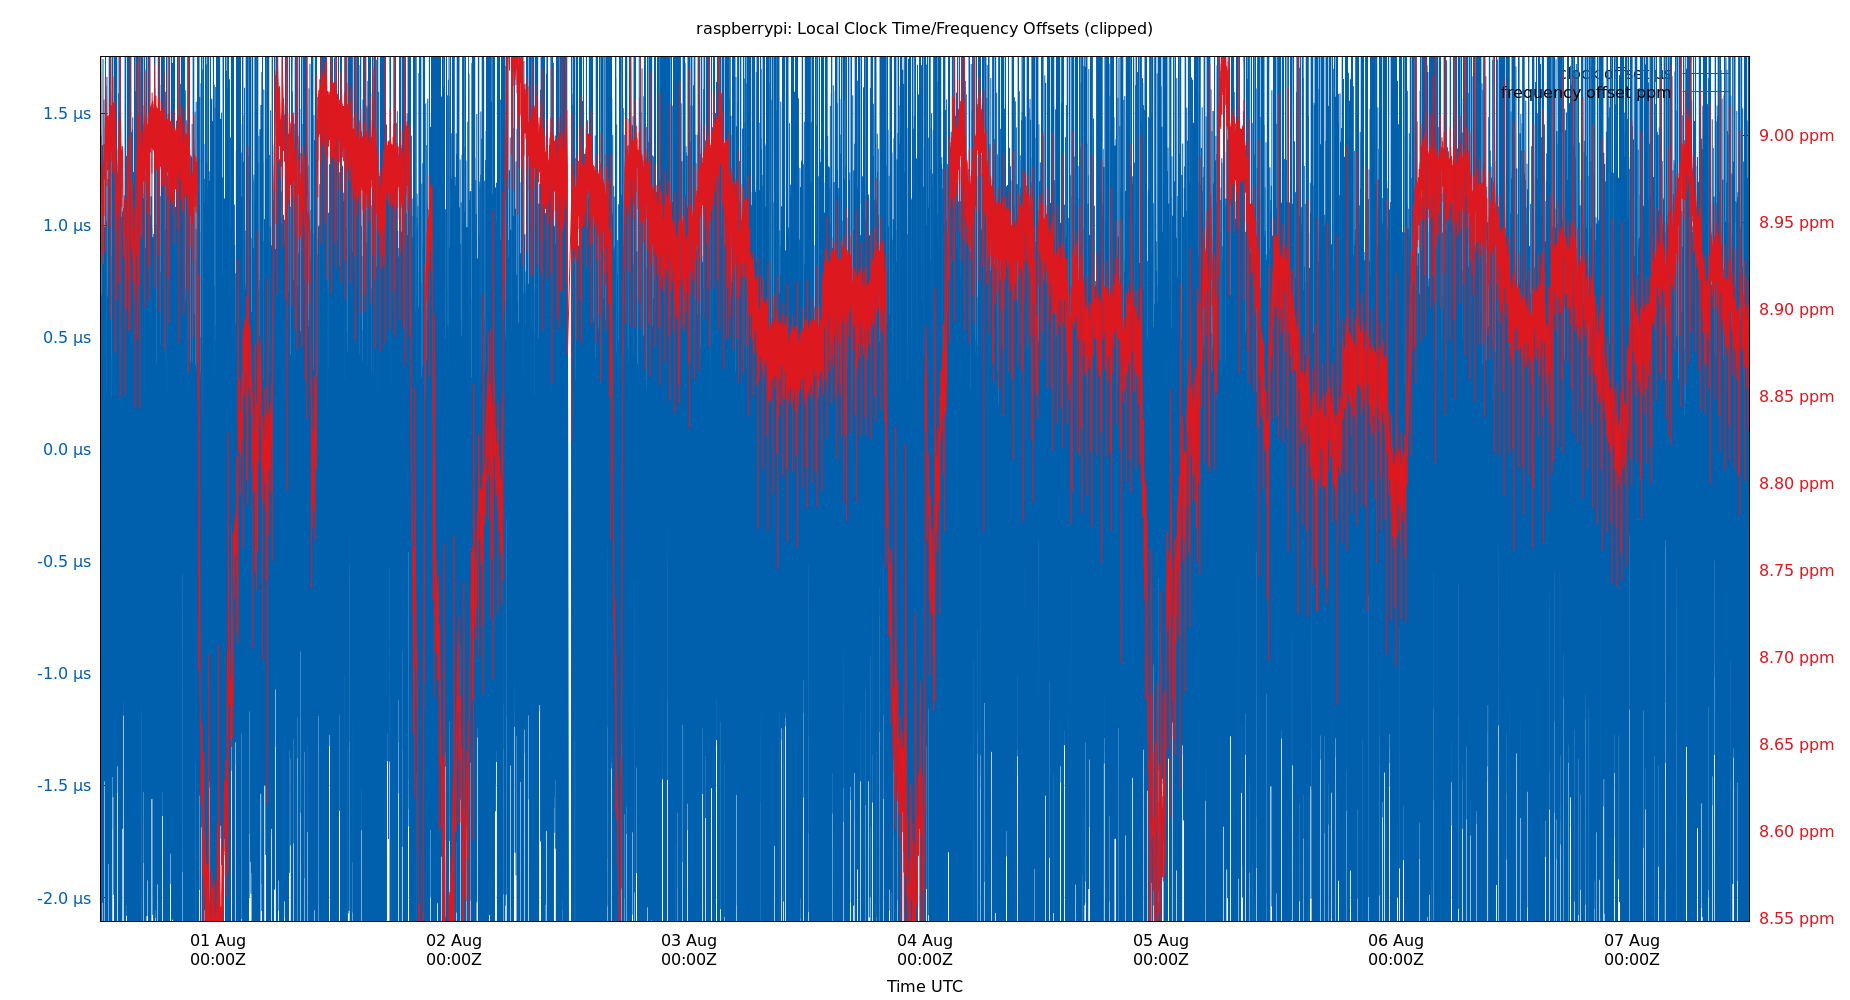 raspberrypi: Local Clock Time/Frequency Offsets (clipped)
clock offset µs
frequency offset ppm
1.5 µs
1.0 µs
0.5 µs
0.0 µs
-0.5 µs
-1.0 µs
-1.5 µs
-2.0 µs
9.00 ppm
8.95 ppm
8.90 ppm
8.85 ppm
8.80 ppm
8.75 ppm
8.70 ppm
8.65 ppm
8.60 ppm
8.55 ppm
01 Aug 02 Aug 03 Aug 04 Aug 05 Aug 06 Aug 07 Aug
00:00Z 00:00Z 00:00Z 00:00Z 00:00Z 00:00Z 00:00Z
Time UTC